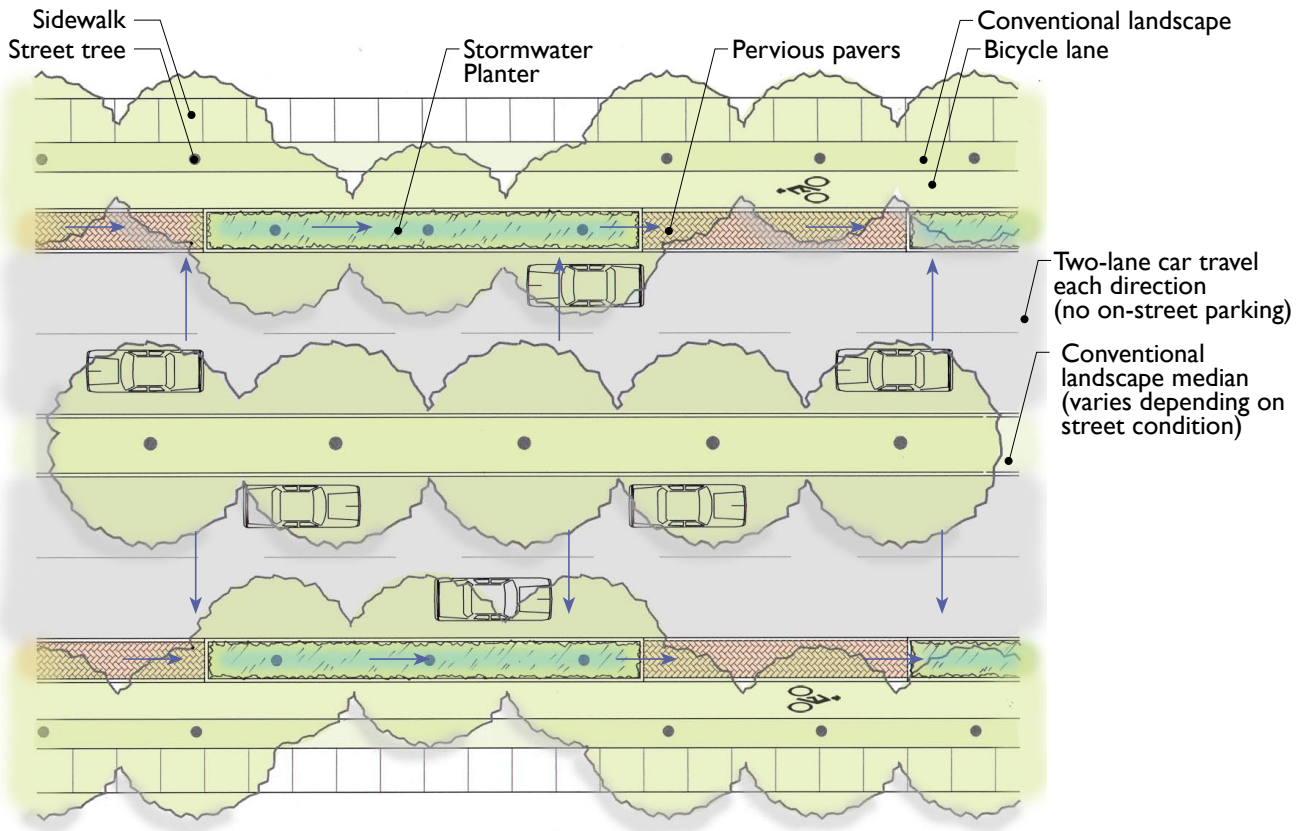 Sidewalk
Street tree
Stormwater
Planter
Pervious pavers
Conventional landscape
Bicycle lane
Two-lane car travel
each direction
(no on-street parking)
Conventional
landscape median
(varies depending on
street condition)